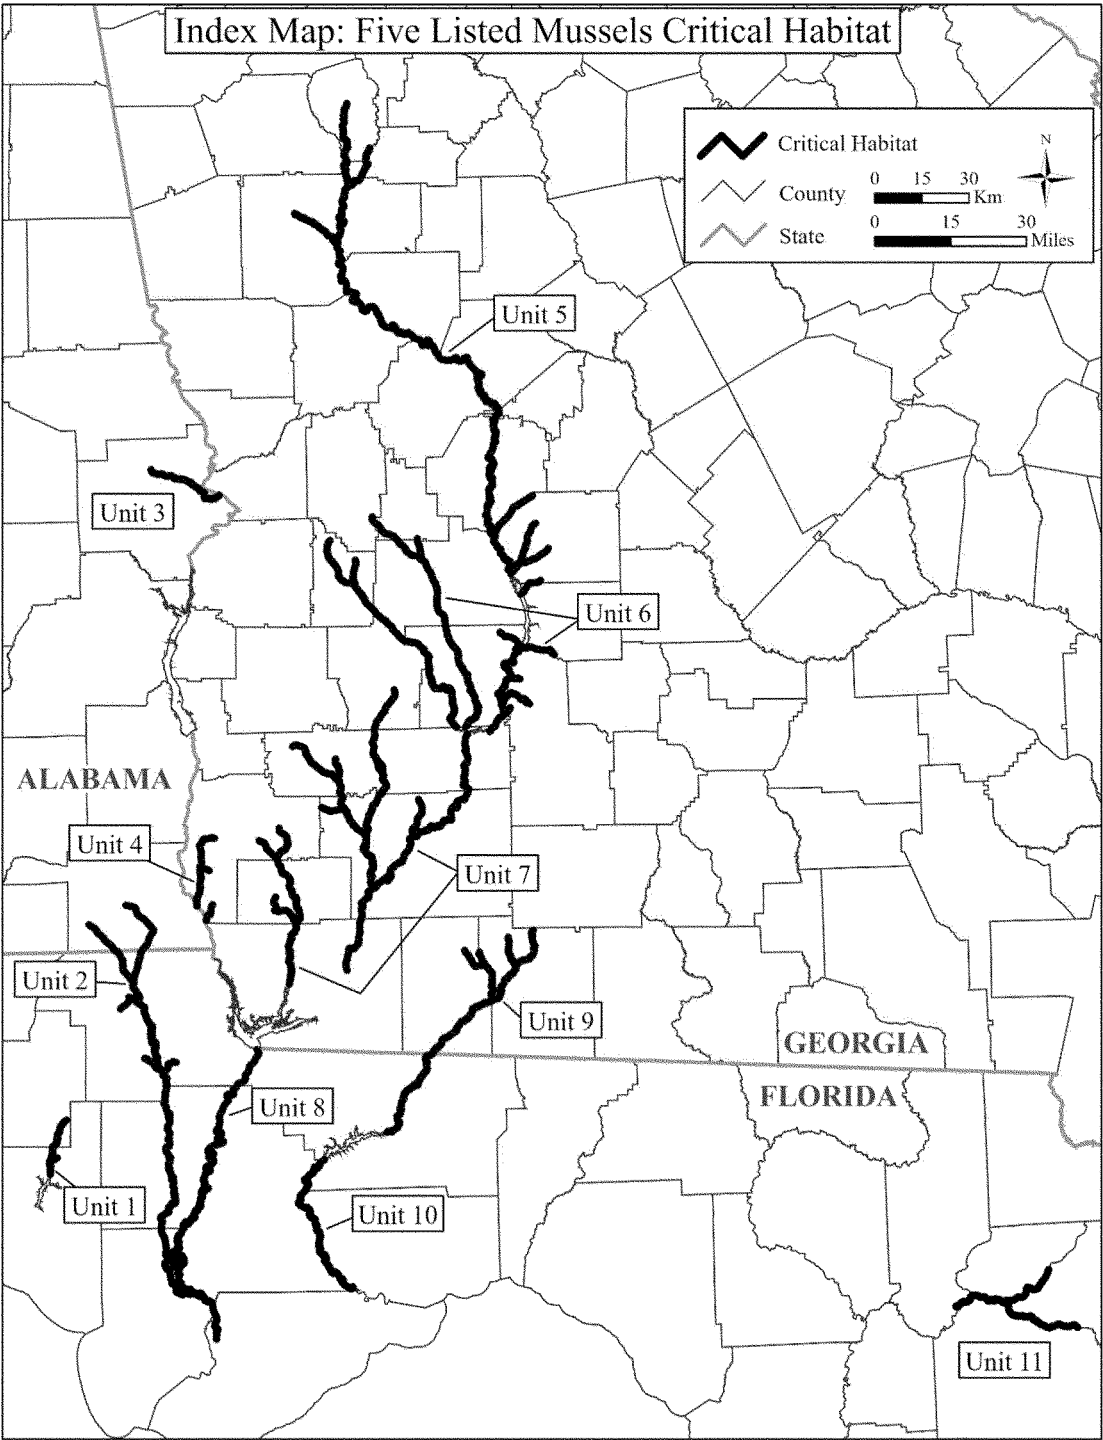 Index Map: Five Listed Mussels Critical Habitat
Critical Habitat
County
State
N
0 15 30
Km
0 15 30
Miles
Unit 5
Unit 3
Unit 6
ALABAMA
Unit 4
Unit 7
Unit 2
Unit 9
GEORGIA
FLORIDA
Unit 8
Unit 1
Unit 10
Unit 11